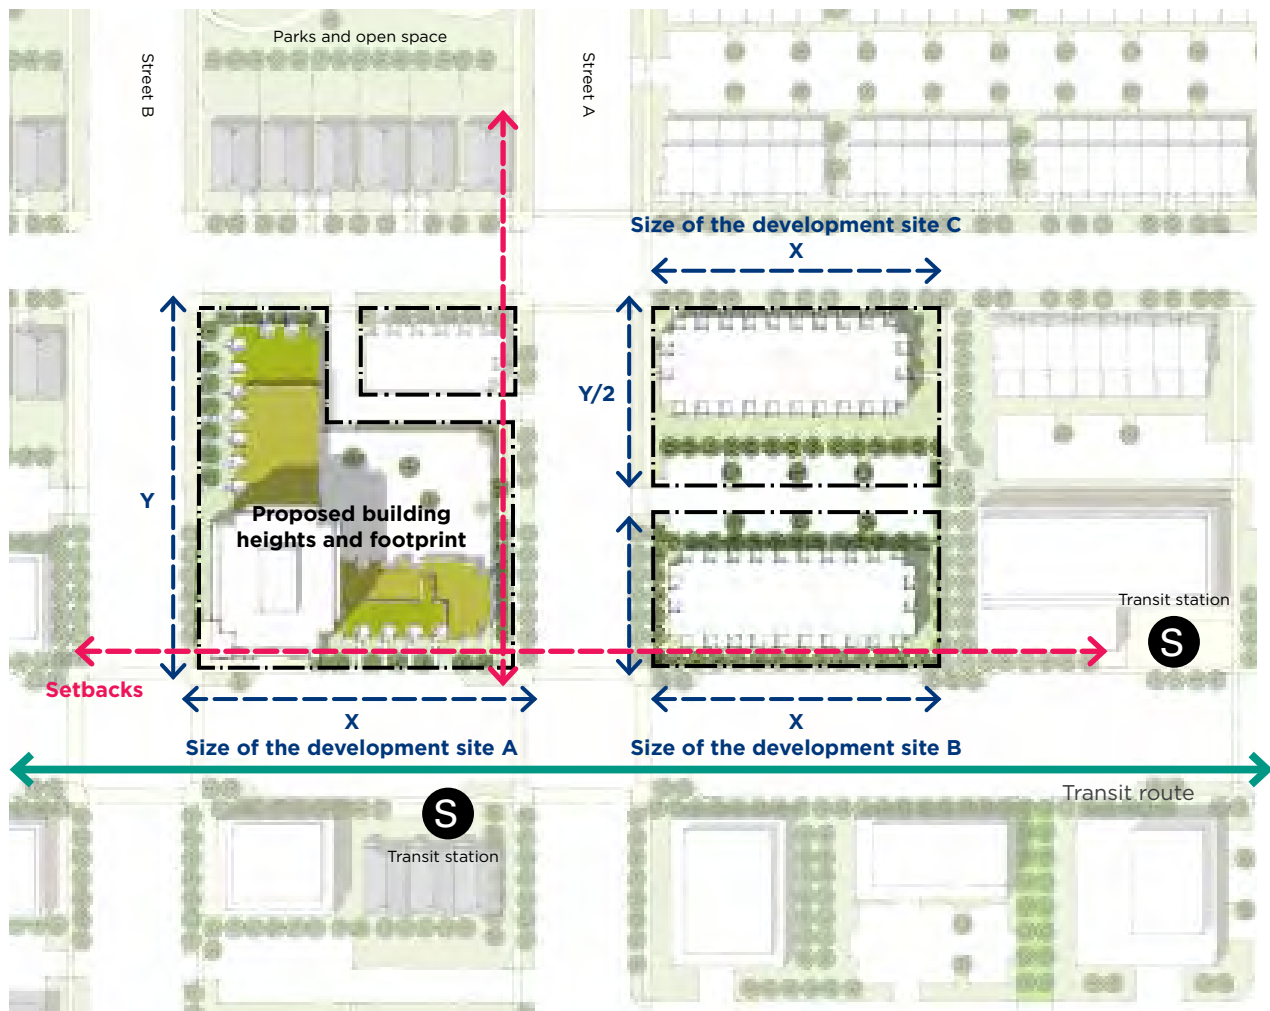 Parks and open space
Street B
Street A
Size of the development site C
X
Y/2
Y
Proposed building
heights and footprint
Transit station
S
Setbacks
X
Size of the development site A
X
Size of the development site B
Transit route
S
Transit station